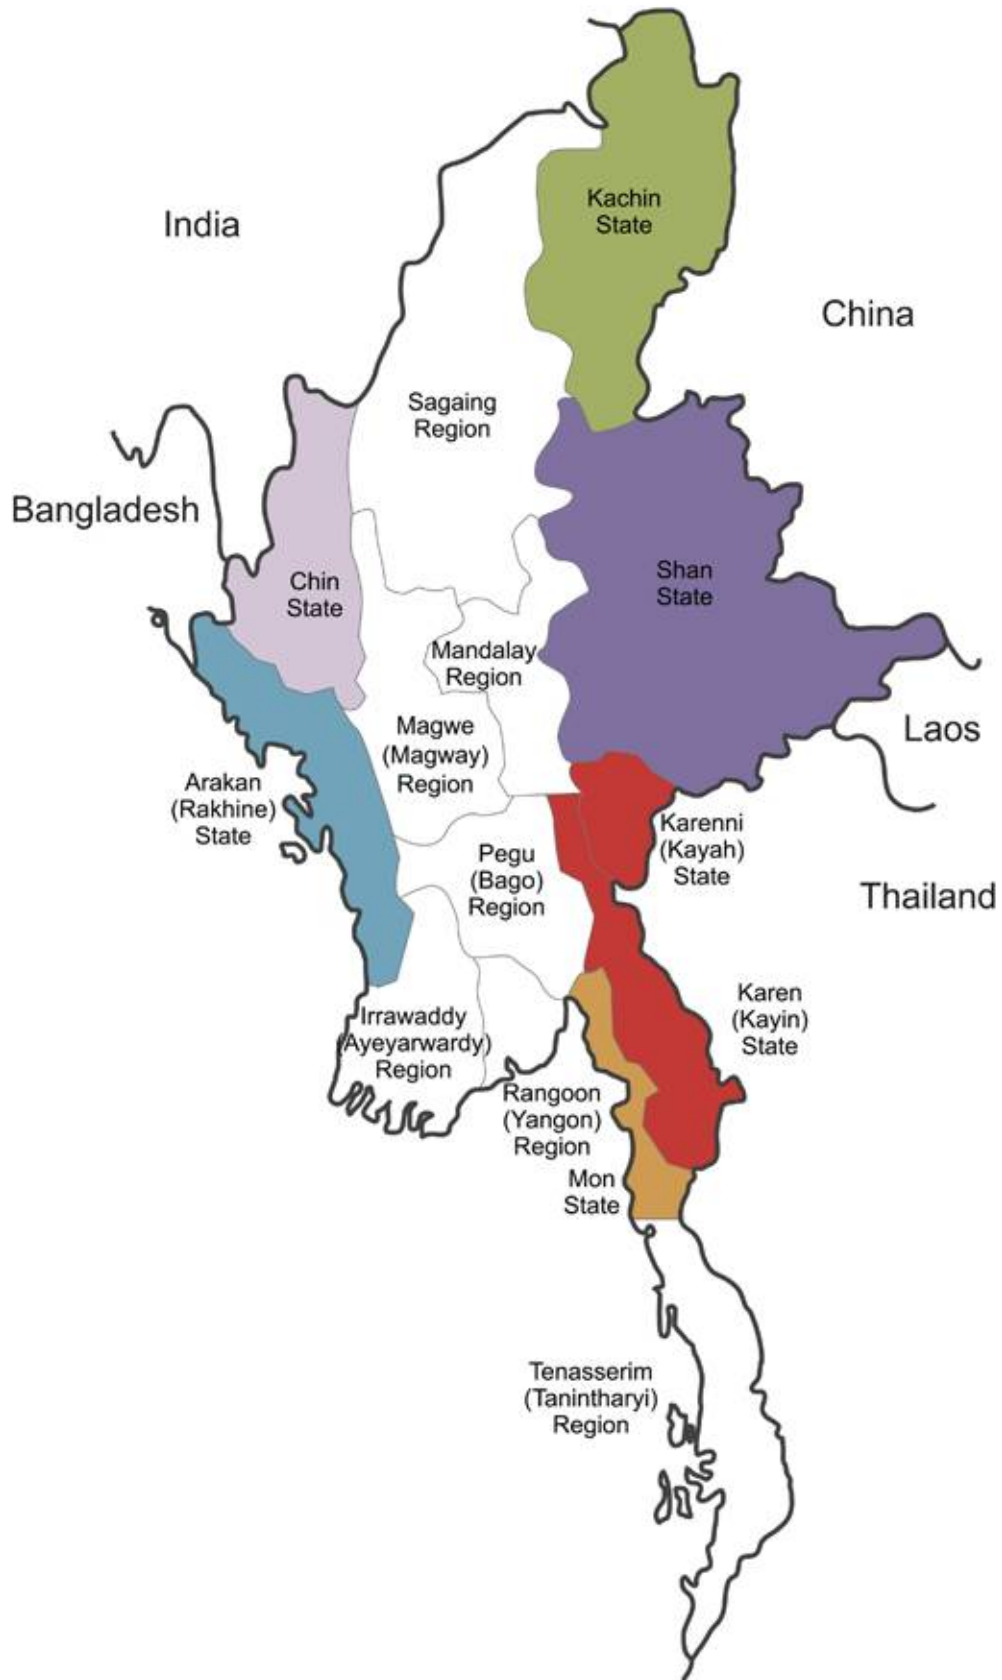 Kachin
State
India
China
Sagaing
Region
Bangladesh
Chin
State
Shan
State
Mandalay
Region
Magwe
(Magway)
Region
Laos
Arakan
(Rakhine)
State
Karenni
(Kayah)
State
Pegu
(Bago)
Region
Thailand
Karen
(Kayin)
State
Irrawaddy
(Ayeyarwardy)
Region
Rangoon
(Yangon)
Region
Mon
State
Tenasserim
(Tanintharyi)
Region